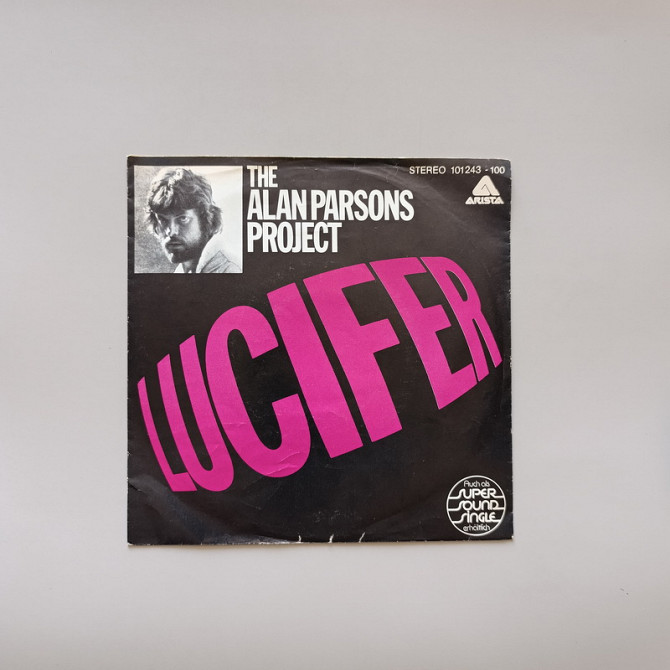 THE
ALAN PARSONS
PROJECT
STEREO 101243-100
ARISTA
LUCIFER
Auch als
SUPER
SOUND
SINGLE
erhältlich